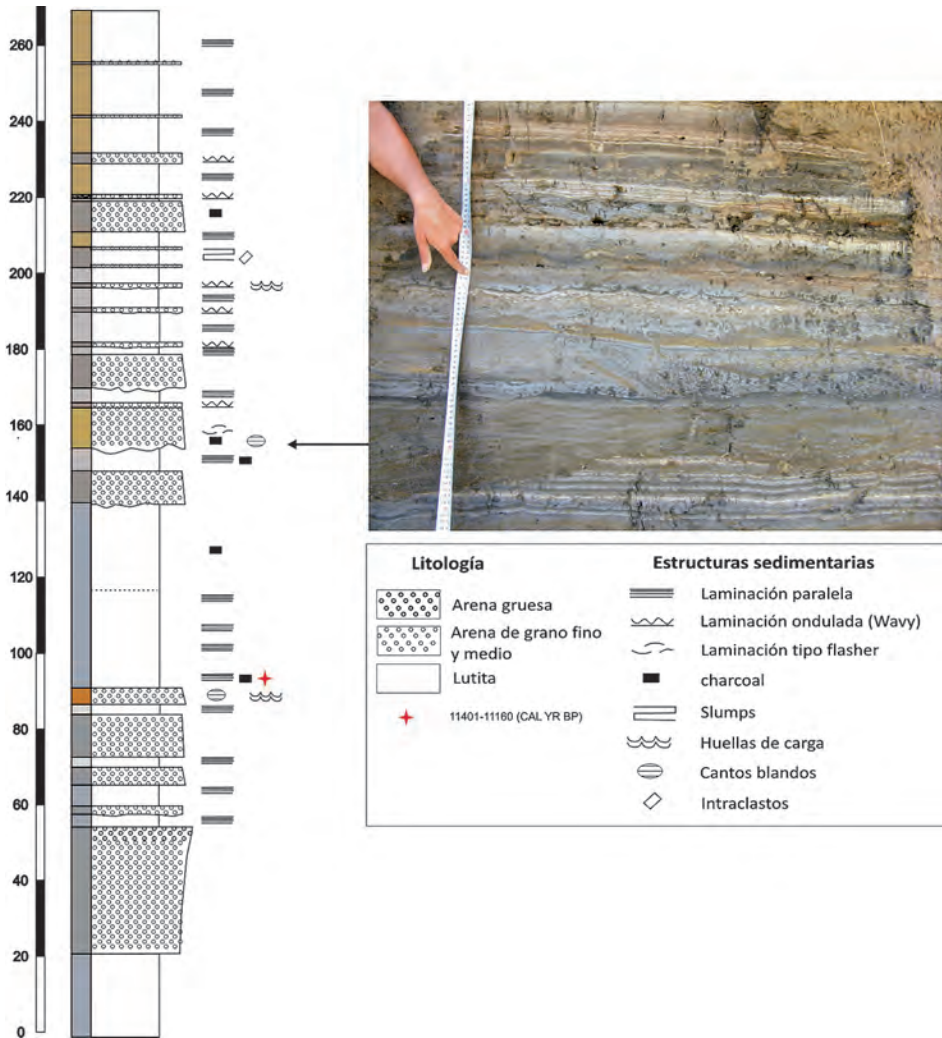 260
240
220
200
180
160
140
120
100
80
60
40
20
0
Litología
Arena gruesa
Arena de grano fino
y medio
Lutita
11401-11160 (CAL YR BP)
Estructuras sedimentarias
Laminación paralela
Laminación ondulada (Wavy)
Laminación tipo flasher
charcoal
Slumps
Huellas de carga
Cantos blandos
Intraclastos